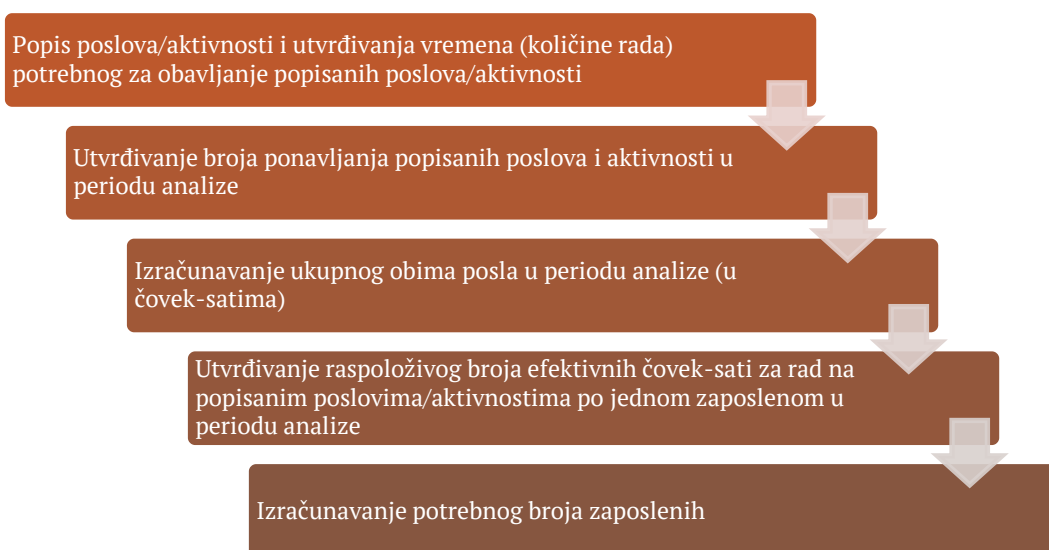 Popis poslova/aktivnosti i utvrđivanja vremena (količine rada)
potrebnog za obavljanje popisanih poslova/aktivnosti
Utvrđivanje broja ponavljanja popisanih poslova i aktivnosti u
periodu analize
Izračunavanje ukupnog obima posla u periodu analize (u
čovek-satima)
Utvrđivanje raspoloživog broja efektivnih čovek-sati za rad na
popisanim poslovima/aktivnostima po jednom zaposlenom u
periodu analize
Izračunavanje potrebnog broja zaposlenih